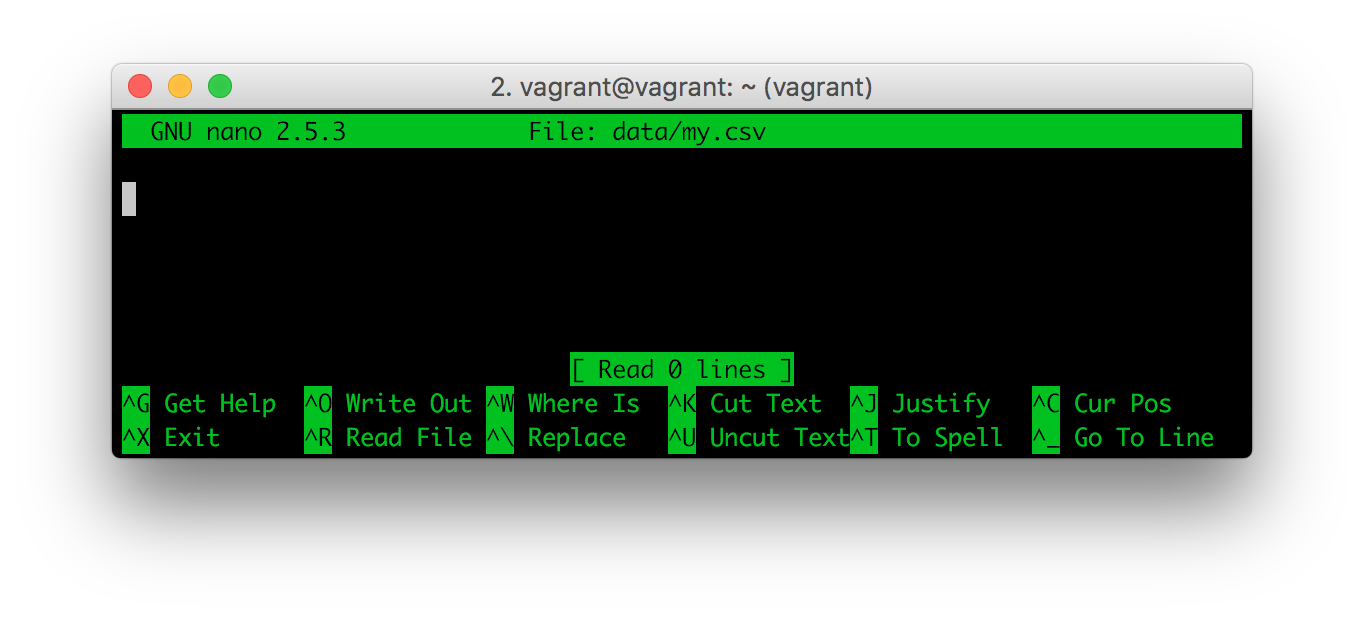 2. vagrant@vagrant: ~ (vagrant)
GNU nano 2.5.3 File: data/my.csv
[ Read 0 lines ]
^G Get Help ^O Write Out ^W Where Is ^K Cut Text ^J Justify ^C Cur Pos
^X Exit ^R Read File ^\ Replace ^U Uncut Text ^T To Spell ^_ Go To Line